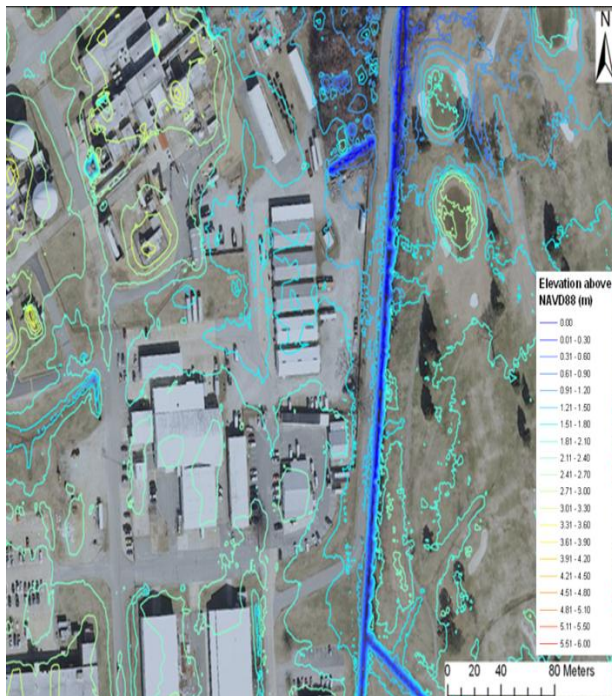 N
Elevation above
NAVD88 (m)
0.00
0.01 - 0.30
0.31 - 0.60
0.61 - 0.90
0.91 - 1.20
1.21 - 1.50
1.51 - 1.80
1.81 - 2.10
2.11 - 2.40
2.41 - 2.70
2.71 - 3.00
3.01 - 3.30
3.31 - 3.60
3.61 - 3.90
3.91 - 4.20
4.21 - 4.50
4.51 - 4.80
4.81 - 5.10
5.11 - 5.50
5.51 - 6.00
0 20 40 80 Meters